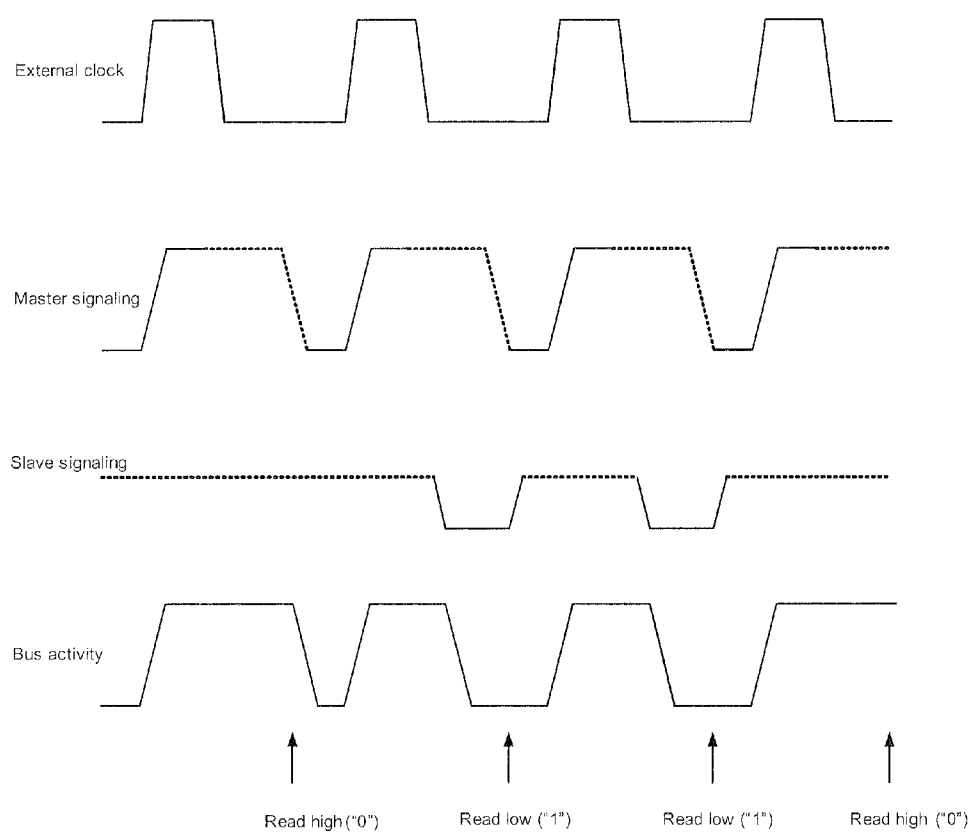 External clock
Master signaling
Slave signaling
Bus activity
Read high (“0”)
Read low (“1”)
Read low (“1”)
Read high (“0”)